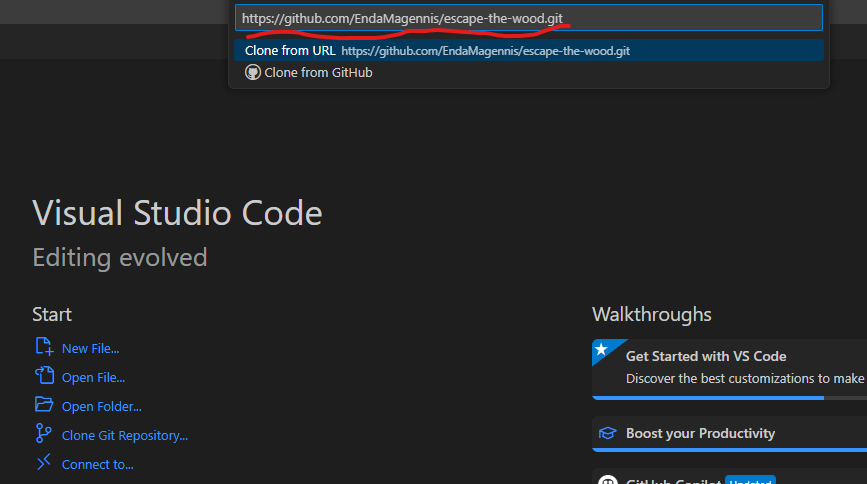 https://github.com/EndaMagennis/escape-the-wood.git
Clone from URL https://github.com/EndaMagennis/escape-the-wood.git
Clone from GitHub
Visual Studio Code
Editing evolved
Start
New File...
Open File...
Open Folder...
Clone Git Repository...
Connect to...
Walkthroughs
Get Started with VS Code
Discover the best customizations to make
Boost your Productivity
GitHub Copilot Updated